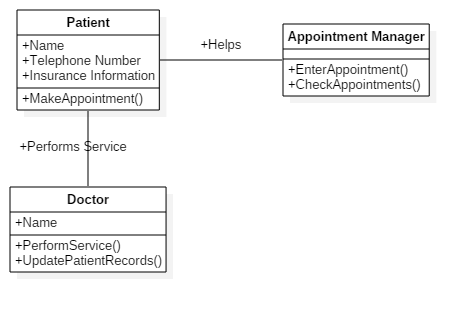 Patient
+Name
+Telephone Number
+Insurance Information
+MakeAppointment()
+Helps
Appointment Manager
+EnterAppointment()
+CheckAppointments()
+Performs Service
Doctor
+Name
+PerformService()
+UpdatePatientRecords()